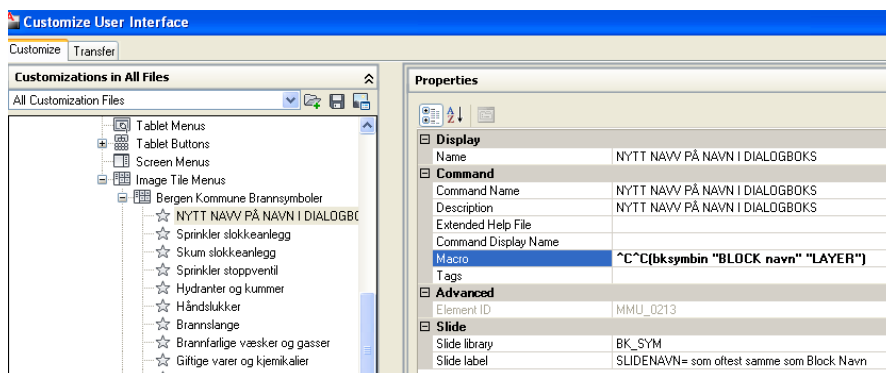 Customize User Interface
Customize Transfer
Customizations in All Files
All Customization Files
Tablet Menus
Tablet Buttons
Screen Menus
Image Tile Menus
Bergen Kommune Brannsymboler
NYTT NAVV PÅ NAVN I DIALOGBO
Sprinkler slokkeanlegg
Skum slokkeanlegg
Sprinkler stoppventil
Hydranter og kummer
Håndslukker
Brannslange
Brannfarlige væsker og gasser
Giftige varer og kjemikalier
Properties
Display
Name NYTT NAVV PÅ NAVN I DIALOGBOKS
Command
Command Name NYTT NAVV PÅ NAVN I DIALOGBOKS
Description NYTT NAVV PÅ NAVN I DIALOGBOKS
Extended Help File
Command Display Name
Macro ^C^C(bksymbin "BLOCK navn" "LAYER")
Tags
Advanced
Element ID MMU_0213
Slide
Slide library BK_SYM
Slide label SLIDENAVN= som oftest samme som Block Navn